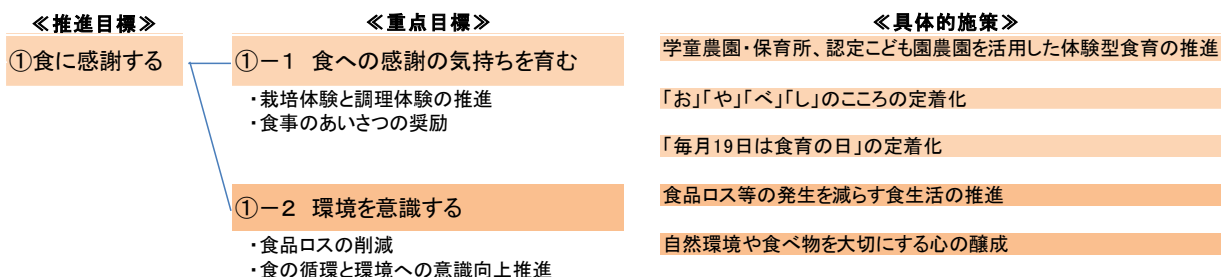 ≪推進目標≫
≪重点目標≫
≪具体的施策≫
①食に感謝する
①－1 食への感謝の気持ちを育む
・栽培体験と調理体験の推進
・食事のあいさつの奨励
①－2 環境を意識する
・食品ロスの削減
・食の循環と環境への意識向上推進
学童農園・保育所、認定こども園農園を活用した体験型食育の推進
「お」「や」「べ」「し」のこころの定着化
「毎月19日は食育の日」の定着化
食品ロス等の発生を減らす食生活の推進
自然環境や食べ物を大切にする心の醸成